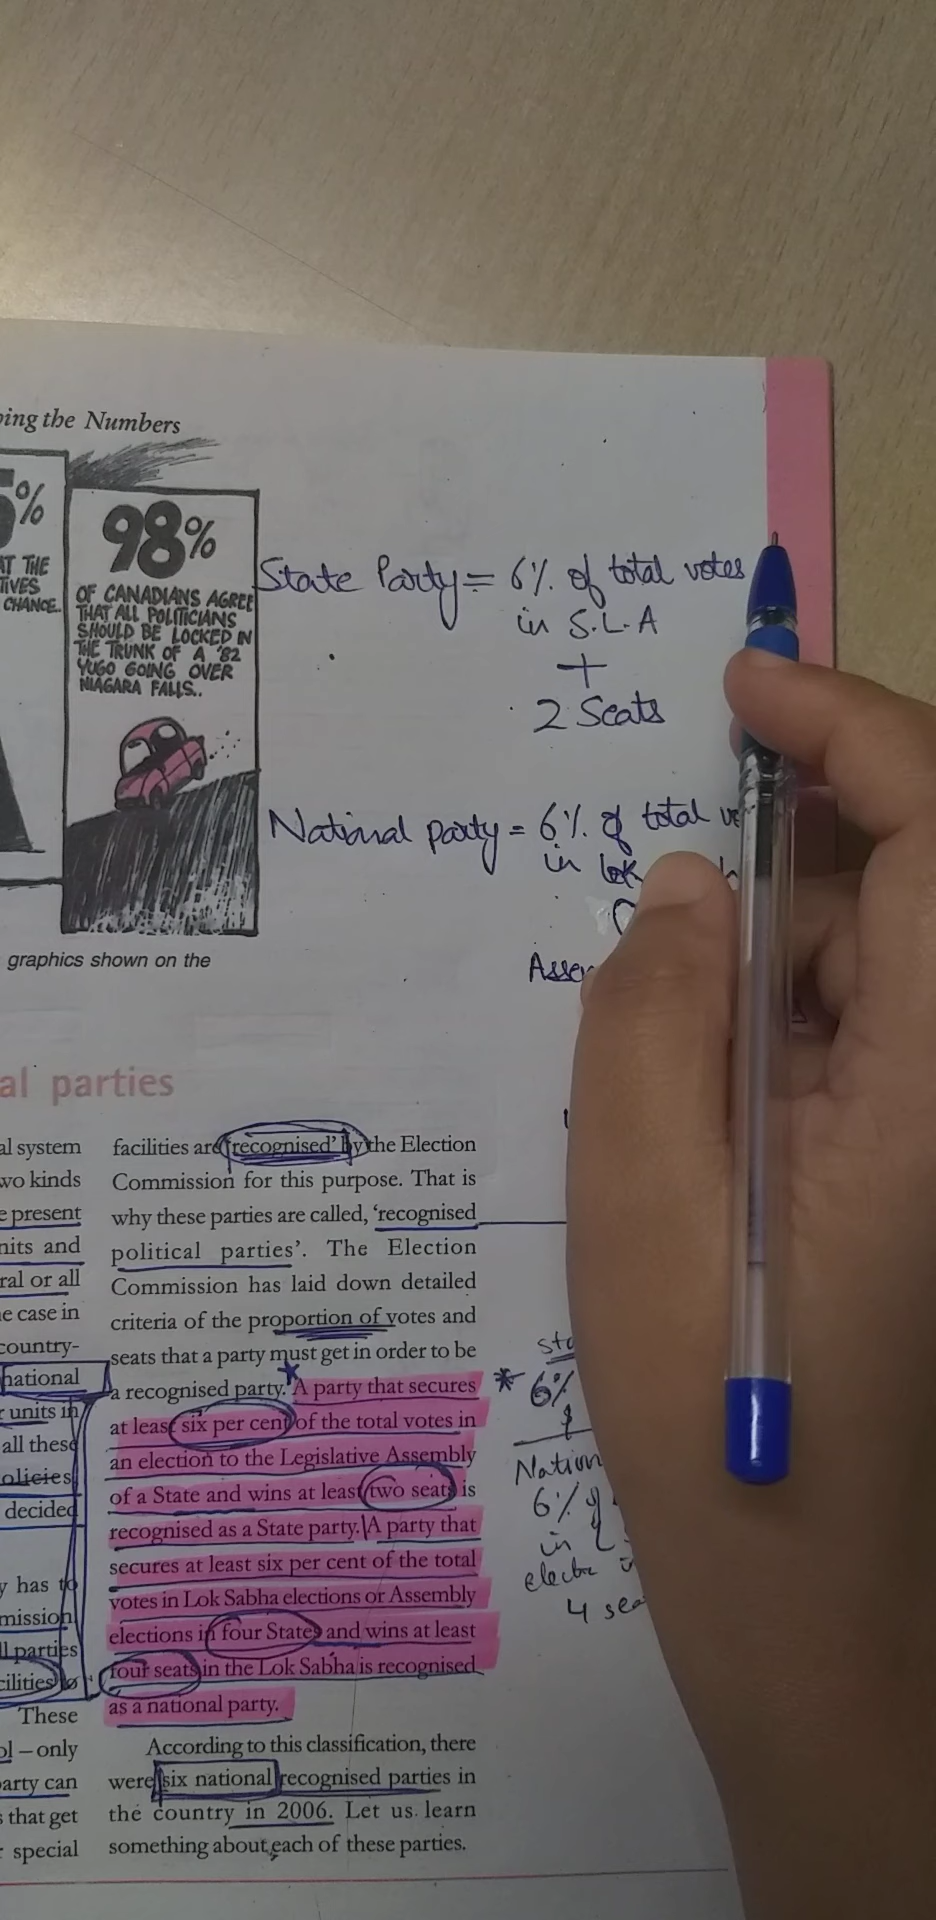 ing the Numbers
5%
AT THE
TIVES
CHANCE.
98%
OF CANADIANS AGREE
THAT ALL POLITICIANS
SHOULD BE LOCKED IN
THE TRUNK OF A '82
YUGO GOING OVER
NIAGARA FALLS..
State Party = 6% of total votes
in S.L.A
+
2 Seats
National party = 6% of total
in
graphics shown on the
al parties
al system
wo kinds
e present
nits and
ral or all
e case in
country-
national
r units in
all these
olicies
decided
y has to
mission
ll parties
cilities to
These
ol – only
arty can
s that get
r special
facilities are 'recognised' by the Election
Commission for this purpose. That is
why these parties are called, 'recognised
political parties'. The Election
Commission has laid down detailed
criteria of the proportion of votes and
seats that a party must get in order to be
a recognised party. A party that secures
at least six per cent of the total votes in
an election to the Legislative Assembly
of a State and wins at least two seats is
recognised as a State party. A party that
secures at least six per cent of the total
votes in Lok Sabha elections or Assembly
elections in four States and wins at least
four seats in the Lok Sabha is recognised
as a national party.
According to this classification, there
were six national recognised parties in
the country in 2006. Let us learn
something about each of these parties.
* 6%
Nation
6% of
in
4 sea